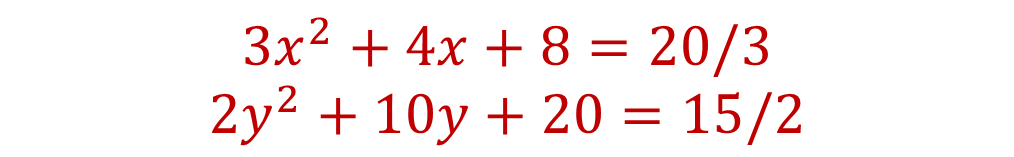 3x² + 4x + 8 = 20/3
2y² + 10y + 20 = 15/2